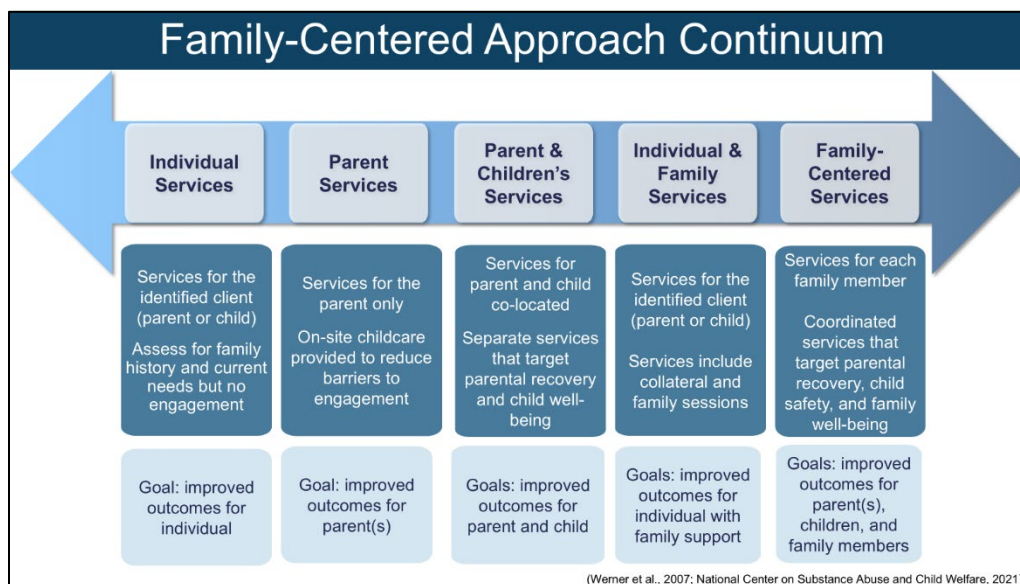 Family-Centered Approach Continuum
Individual
Services
Parent
Services
Parent &
Children's
Services
Individual &
Family
Services
Family-
Centered
Services
Services for the
identified client
(parent or child)
Assess for family
history and current
needs but no
engagement
Services for the
parent only
On-site childcare
provided to reduce
barriers to
engagement
Services for
parent and child
co-located
Separate services
that target
parental recovery
and child well-
being
Services for the
identified client
(parent or child)
Services include
collateral and
family sessions
Services for each
family member
Coordinated
services that
target parental
recovery, child
safety, and family
well-being
Goal: improved
outcomes for
individual
Goal: improved
outcomes for
parent(s)
Goals: improved
outcomes for
parent and child
Goals: improved
outcomes for
individual with
family support
Goals: improved
outcomes for
parent(s),
children, and
family members
(Werner et al., 2007; National Center on Substance Abuse and Child Welfare, 2021)